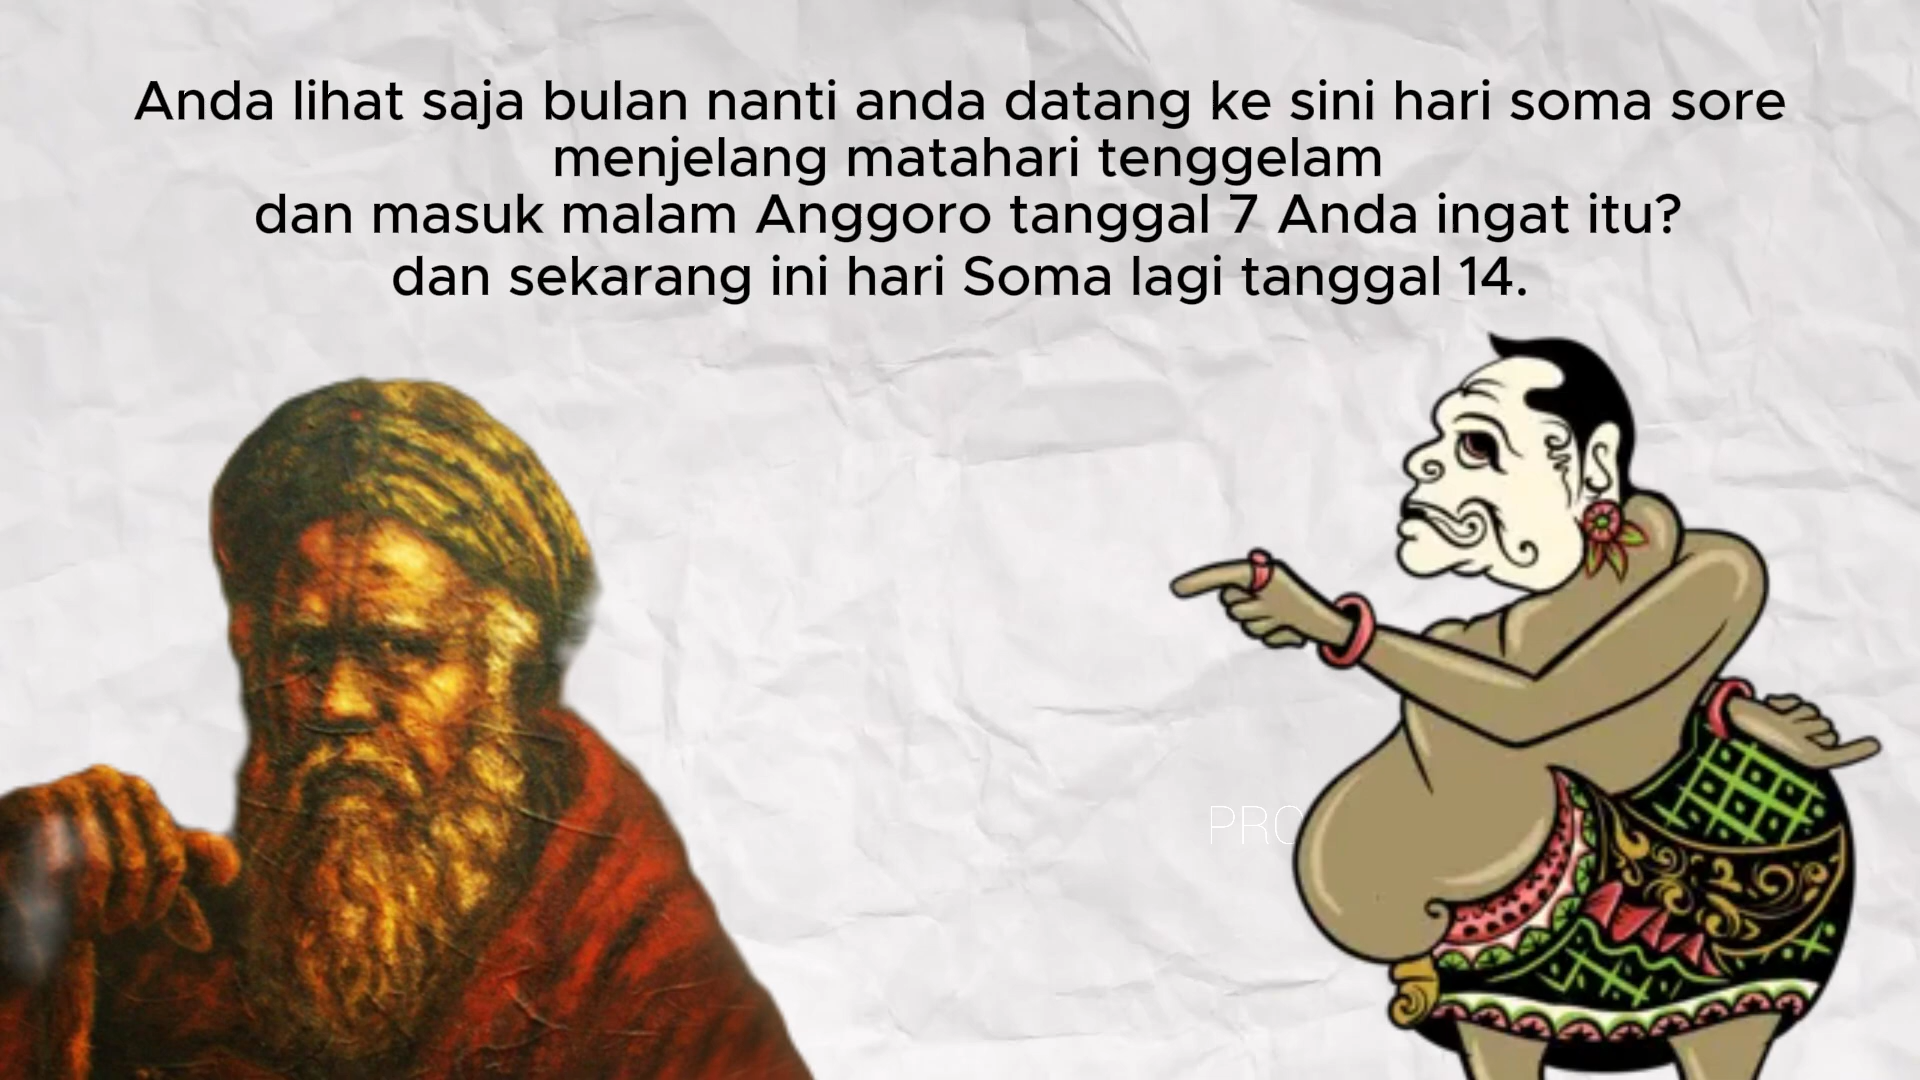 Anda lihat saja bulan nanti anda datang ke sini hari soma sore
menjelang matahari tenggelam
dan masuk malam Anggoro tanggal 7 Anda ingat itu?
dan sekarang ini hari Soma lagi tanggal 14.